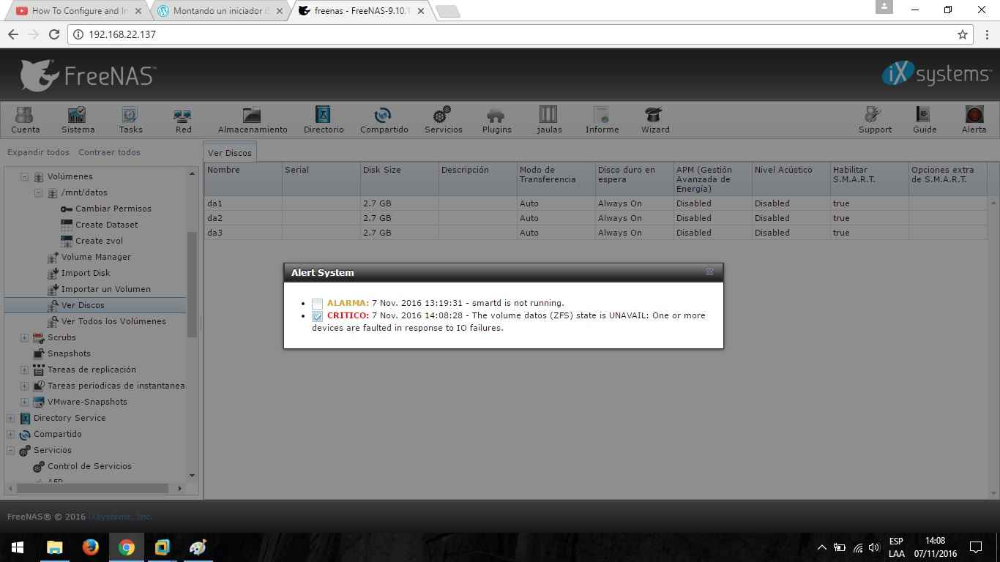 How To Configure and In
Montando un iniciador iS
freenas - FreeNAS-9.10.1
192.168.22.137
FreeNAS™
iXsystems™
Cuenta
Sistema
Tasks
Red
Almacenamiento
Directorio
Compartido
Servicios
Plugins
jaulas
Informe
Wizard
Support
Guide
Alerta
Expandir todos Contraer todos
Volúmenes
/mnt/datos
Cambiar Permisos
Create Dataset
Create zvol
Volume Manager
Import Disk
Importar un Volumen
Ver Discos
Ver Todos los Volúmenes
Scrubs
Snapshots
Tareas de replicación
Tareas periodicas de instantanea
VMware-Snapshots
Directory Service
Compartido
Servicios
Control de Servicios
AFP
Ver Discos
Nombre
Serial
Disk Size
Descripción
Modo de
Transferencia
Disco duro en
espera
APM (Gestión
Avanzada de
Energía)
Nivel Acústico
Habilitar
S.M.A.R.T.
Opciones extra
de S.M.A.R.T.
da1 2.7 GB Auto Always On Disabled Disabled true
da2 2.7 GB Auto Always On Disabled Disabled true
da3 2.7 GB Auto Always On Disabled Disabled true
Alert System
ALARMA: 7 Nov. 2016 13:19:31 - smartd is not running.
CRITICO: 7 Nov. 2016 14:08:28 - The volume datos (ZFS) state is UNAVAIL: One or more
devices are faulted in response to IO failures.
FreeNAS® © 2016 iXsystems, Inc.
ESP
LAA
14:08
07/11/2016